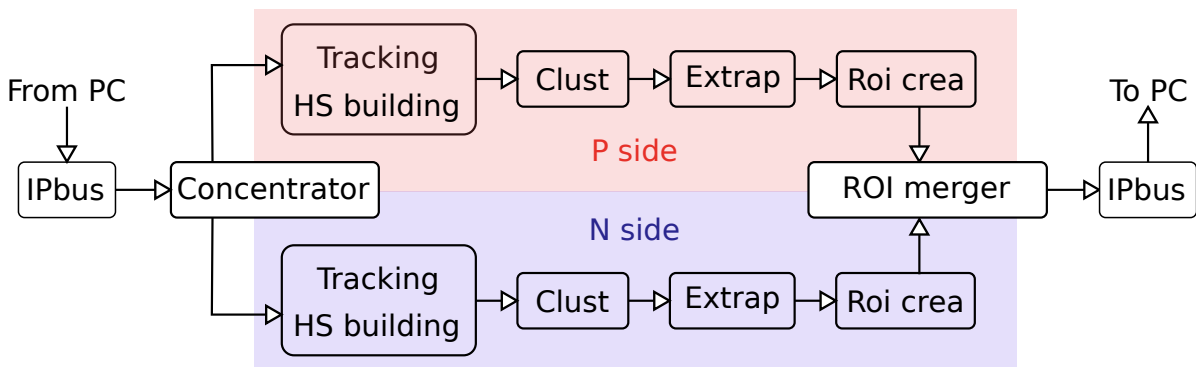 From PC
IPbus
Concentrator
Tracking
HS building
Clust
Extrap
Roi crea
P side
N side
Tracking
HS building
Clust
Extrap
Roi crea
ROI merger
IPbus
To PC